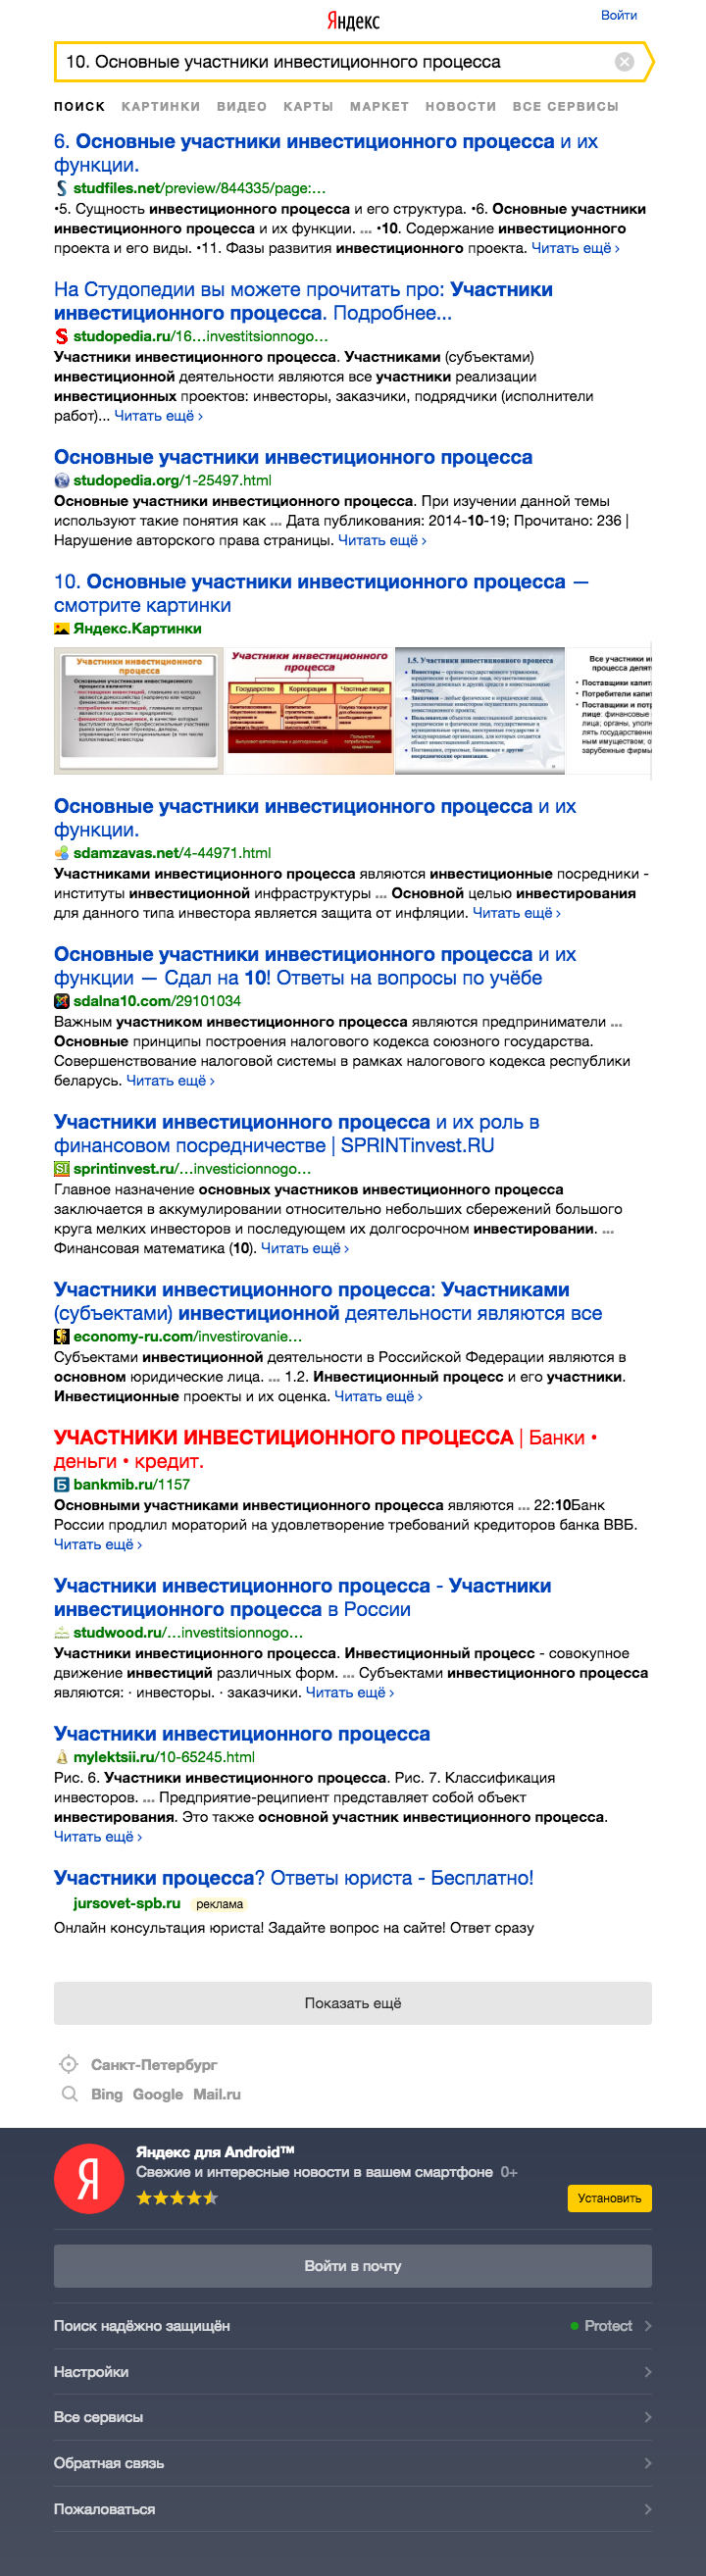 Яндекс
Войти
10. Основные участники инвестиционного процесса
ПОИСК КАРТИНКИ ВИДЕО КАРТЫ МАРКЕТ НОВОСТИ ВСЕ СЕРВИСЫ
6. Основные участники инвестиционного процесса и их
функции.
studfiles.net/preview/844335/page:...
•5. Сущность инвестиционного процесса и его структура. •6. Основные участники
инвестиционного процесса и их функции. ... •10. Содержание инвестиционного
проекта и его виды. •11. Фазы развития инвестиционного проекта. Читать ещё ›
На Студопедии вы можете прочитать про: Участники
инвестиционного процесса. Подробнее...
studopedia.ru/16...investitsionnogo...
Участники инвестиционного процесса. Участниками (субъектами)
инвестиционной деятельности являются все участники реализации
инвестиционных проектов: инвесторы, заказчики, подрядчики (исполнители
работ)... Читать ещё ›
Основные участники инвестиционного процесса
studopedia.org/1-25497.html
Основные участники инвестиционного процесса. При изучении данной темы
используют такие понятия как ... Дата публикования: 2014-10-19; Прочитано: 236 |
Нарушение авторского права страницы. Читать ещё ›
10. Основные участники инвестиционного процесса —
смотрите картинки
Яндекс.Картинки
Участники инвестиционного
процесса
Участники инвестиционного
процесса
Государство Корпорации Частные лица
1.5. Участники инвестиционного процесса
Все участники ин
процесса делят
Поставщики капит
Потребители капит
Поставщики и потр
Основные участники инвестиционного процесса и их
функции.
sdamzavas.net/4-44971.html
Участниками инвестиционного процесса являются инвестиционные посредники -
институты инвестиционной инфраструктуры ... Основной целью инвестирования
для данного типа инвестора является защита от инфляции. Читать ещё ›
Основные участники инвестиционного процесса и их
функции — Сдал на 10! Ответы на вопросы по учёбе
sdalna10.com/29101034
Важным участником инвестиционного процесса являются предприниматели ...
Основные принципы построения налогового кодекса союзного государства.
Совершенствование налоговой системы в рамках налогового кодекса республики
беларусь. Читать ещё ›
Участники инвестиционного процесса и их роль в
финансовом посредничестве | SPRINTinvest.RU
sprintinvest.ru/...investicionnogo...
Главное назначение основных участников инвестиционного процесса
заключается в аккумулировании относительно небольших сбережений большого
круга мелких инвесторов и последующем их долгосрочном инвестировании. ...
Финансовая математика (10). Читать ещё ›
Участники инвестиционного процесса: Участниками
(субъектами) инвестиционной деятельности являются все
economy-ru.com/investirovanie...
Субъектами инвестиционной деятельности в Российской Федерации являются в
основном юридические лица. ... 1.2. Инвестиционный процесс и его участники.
Инвестиционные проекты и их оценка. Читать ещё ›
УЧАСТНИКИ ИНВЕСТИЦИОННОГО ПРОЦЕССА | Банки •
деньги • кредит.
bankmib.ru/1157
Основными участниками инвестиционного процесса являются ... 22:10Банк
России продлил мораторий на удовлетворение требований кредиторов банка ВВБ.
Читать ещё ›
Участники инвестиционного процесса - Участники
инвестиционного процесса в России
studwood.ru/...investitsionnogo...
Участники инвестиционного процесса. Инвестиционный процесс - совокупное
движение инвестиций различных форм. ... Субъектами инвестиционного процесса
являются: · инвесторы. · заказчики. Читать ещё ›
Участники инвестиционного процесса
mylektsii.ru/10-65245.html
Рис. 6. Участники инвестиционного процесса. Рис. 7. Классификация
инвесторов. ... Предприятие-реципиент представляет собой объект
инвестирования. Это также основной участник инвестиционного процесса.
Читать ещё ›
Участники процесса? Ответы юриста - Бесплатно!
jursovet-spb.ru реклама
Онлайн консультация юриста! Задайте вопрос на сайте! Ответ сразу
Показать ещё
Санкт-Петербург
Bing Google Mail.ru
Яндекс для Android™
Свежие и интересные новости в вашем смартфоне 0+
Установить
Войти в почту
Поиск надёжно защищён Protect
Настройки
Все сервисы
Обратная связь
Пожаловаться